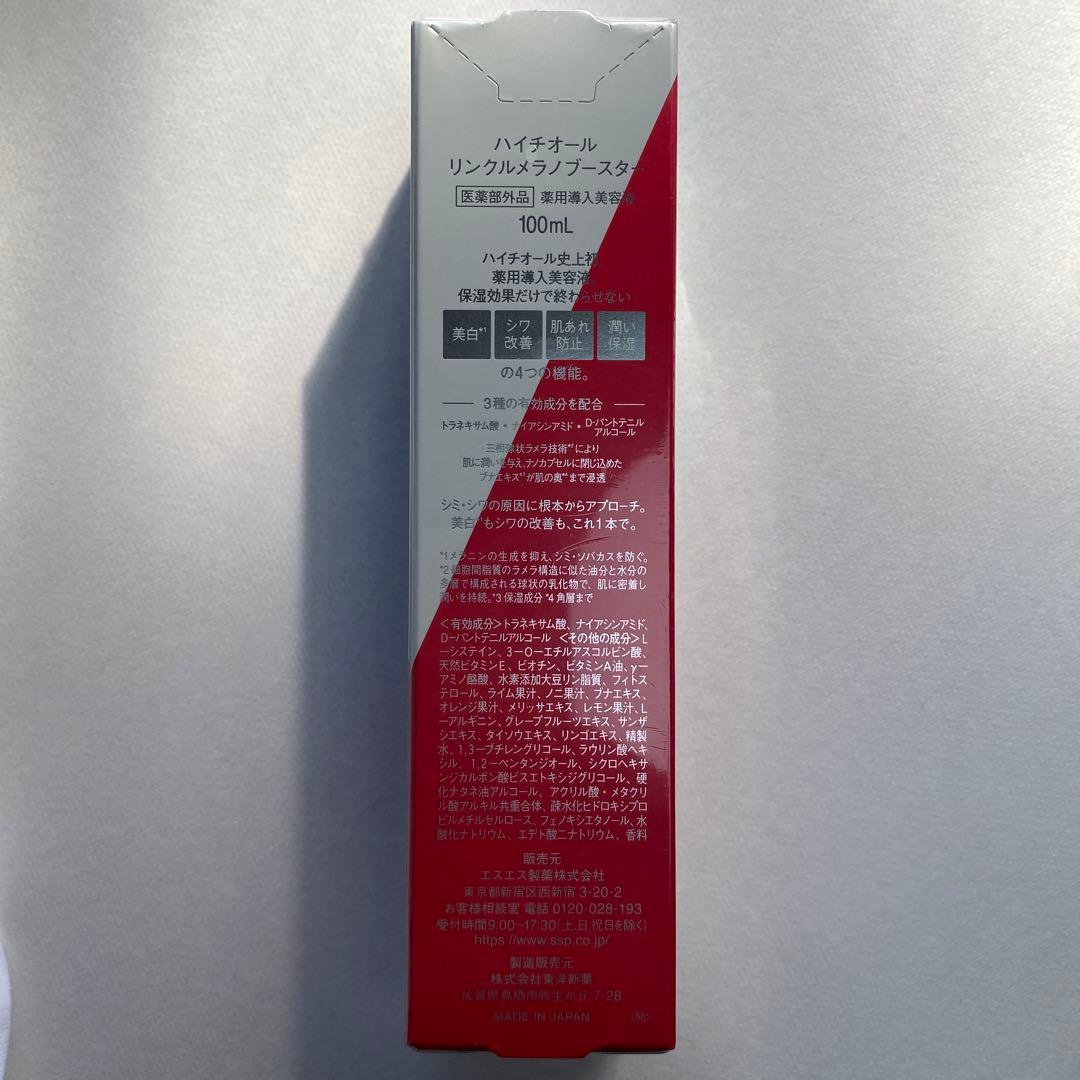 ハイチオール
リンクルメラノブースター
医薬部外品 薬用導入美容液
100mL
ハイチオール史上初
薬用導入美容液。
保湿効果だけで終わらせない
美白*1 シワ改善 肌あれ防止 潤い保湿
の4つの機能。
3種の有効成分を配合
トラネキサム酸・ナイアシンアミド・D-パントテニルアルコール
三相球状ラメラ技術*2により
肌に潤いを与え、ナノカプセルに閉じ込めた
ブナエキス*3が肌の奥*4まで浸透
シミ・シワの原因に根本からアプローチ。
美白*1もシワの改善も、これ1本で。
*1メラニンの生成を抑え、シミ・ソバカスを防ぐ。
*2細胞間脂質のラメラ構造に似た油分と水分の
多層で構成される球状の乳化物で、肌に密着し
潤いを持続。*3 保湿成分 *4 角層まで
<有効成分>トラネキサム酸、ナイアシンアミド、
D-パントテニルアルコール <その他の成分>L
-システイン、3-O-エチルアスコルビン酸、
天然ビタミンE、ビオチン、ビタミンA油、γ-
アミノ酪酸、水素添加大豆リン脂質、フィトス
テロール、ライム果汁、ノニ果汁、ブナエキス、
オレンジ果汁、メリッサエキス、レモン果汁、L
-アルギニン、グレープフルーツエキス、サンザ
シエキス、タイソウエキス、リンゴエキス、精製
水、1,3-ブチレングリコール、ラウリン酸ヘキ
シル、1,2-ペンタンジオール、シクロヘキサ
ンジカルボン酸ビスエトキシジグリコール、硬
化ナタネ油アルコール、アクリル酸・メタクリ
ル酸アルキル共重合体、疎水化ヒドロキシプロ
ピルメチルセルロース、フェノキシエタノール、水
酸化ナトリウム、エデト酸二ナトリウム、香料
販売元
エスエス製薬株式会社
東京都新宿区西新宿 3-20-2
お客様相談室 電話 0120-028-193
受付時間9:00~17:30(土、日、祝日を除く)
https://www.ssp.co.jp/
製造販売元
株式会社東洋新薬
佐賀県鳥栖市弥生が丘 7-28
MADE IN JAPAN